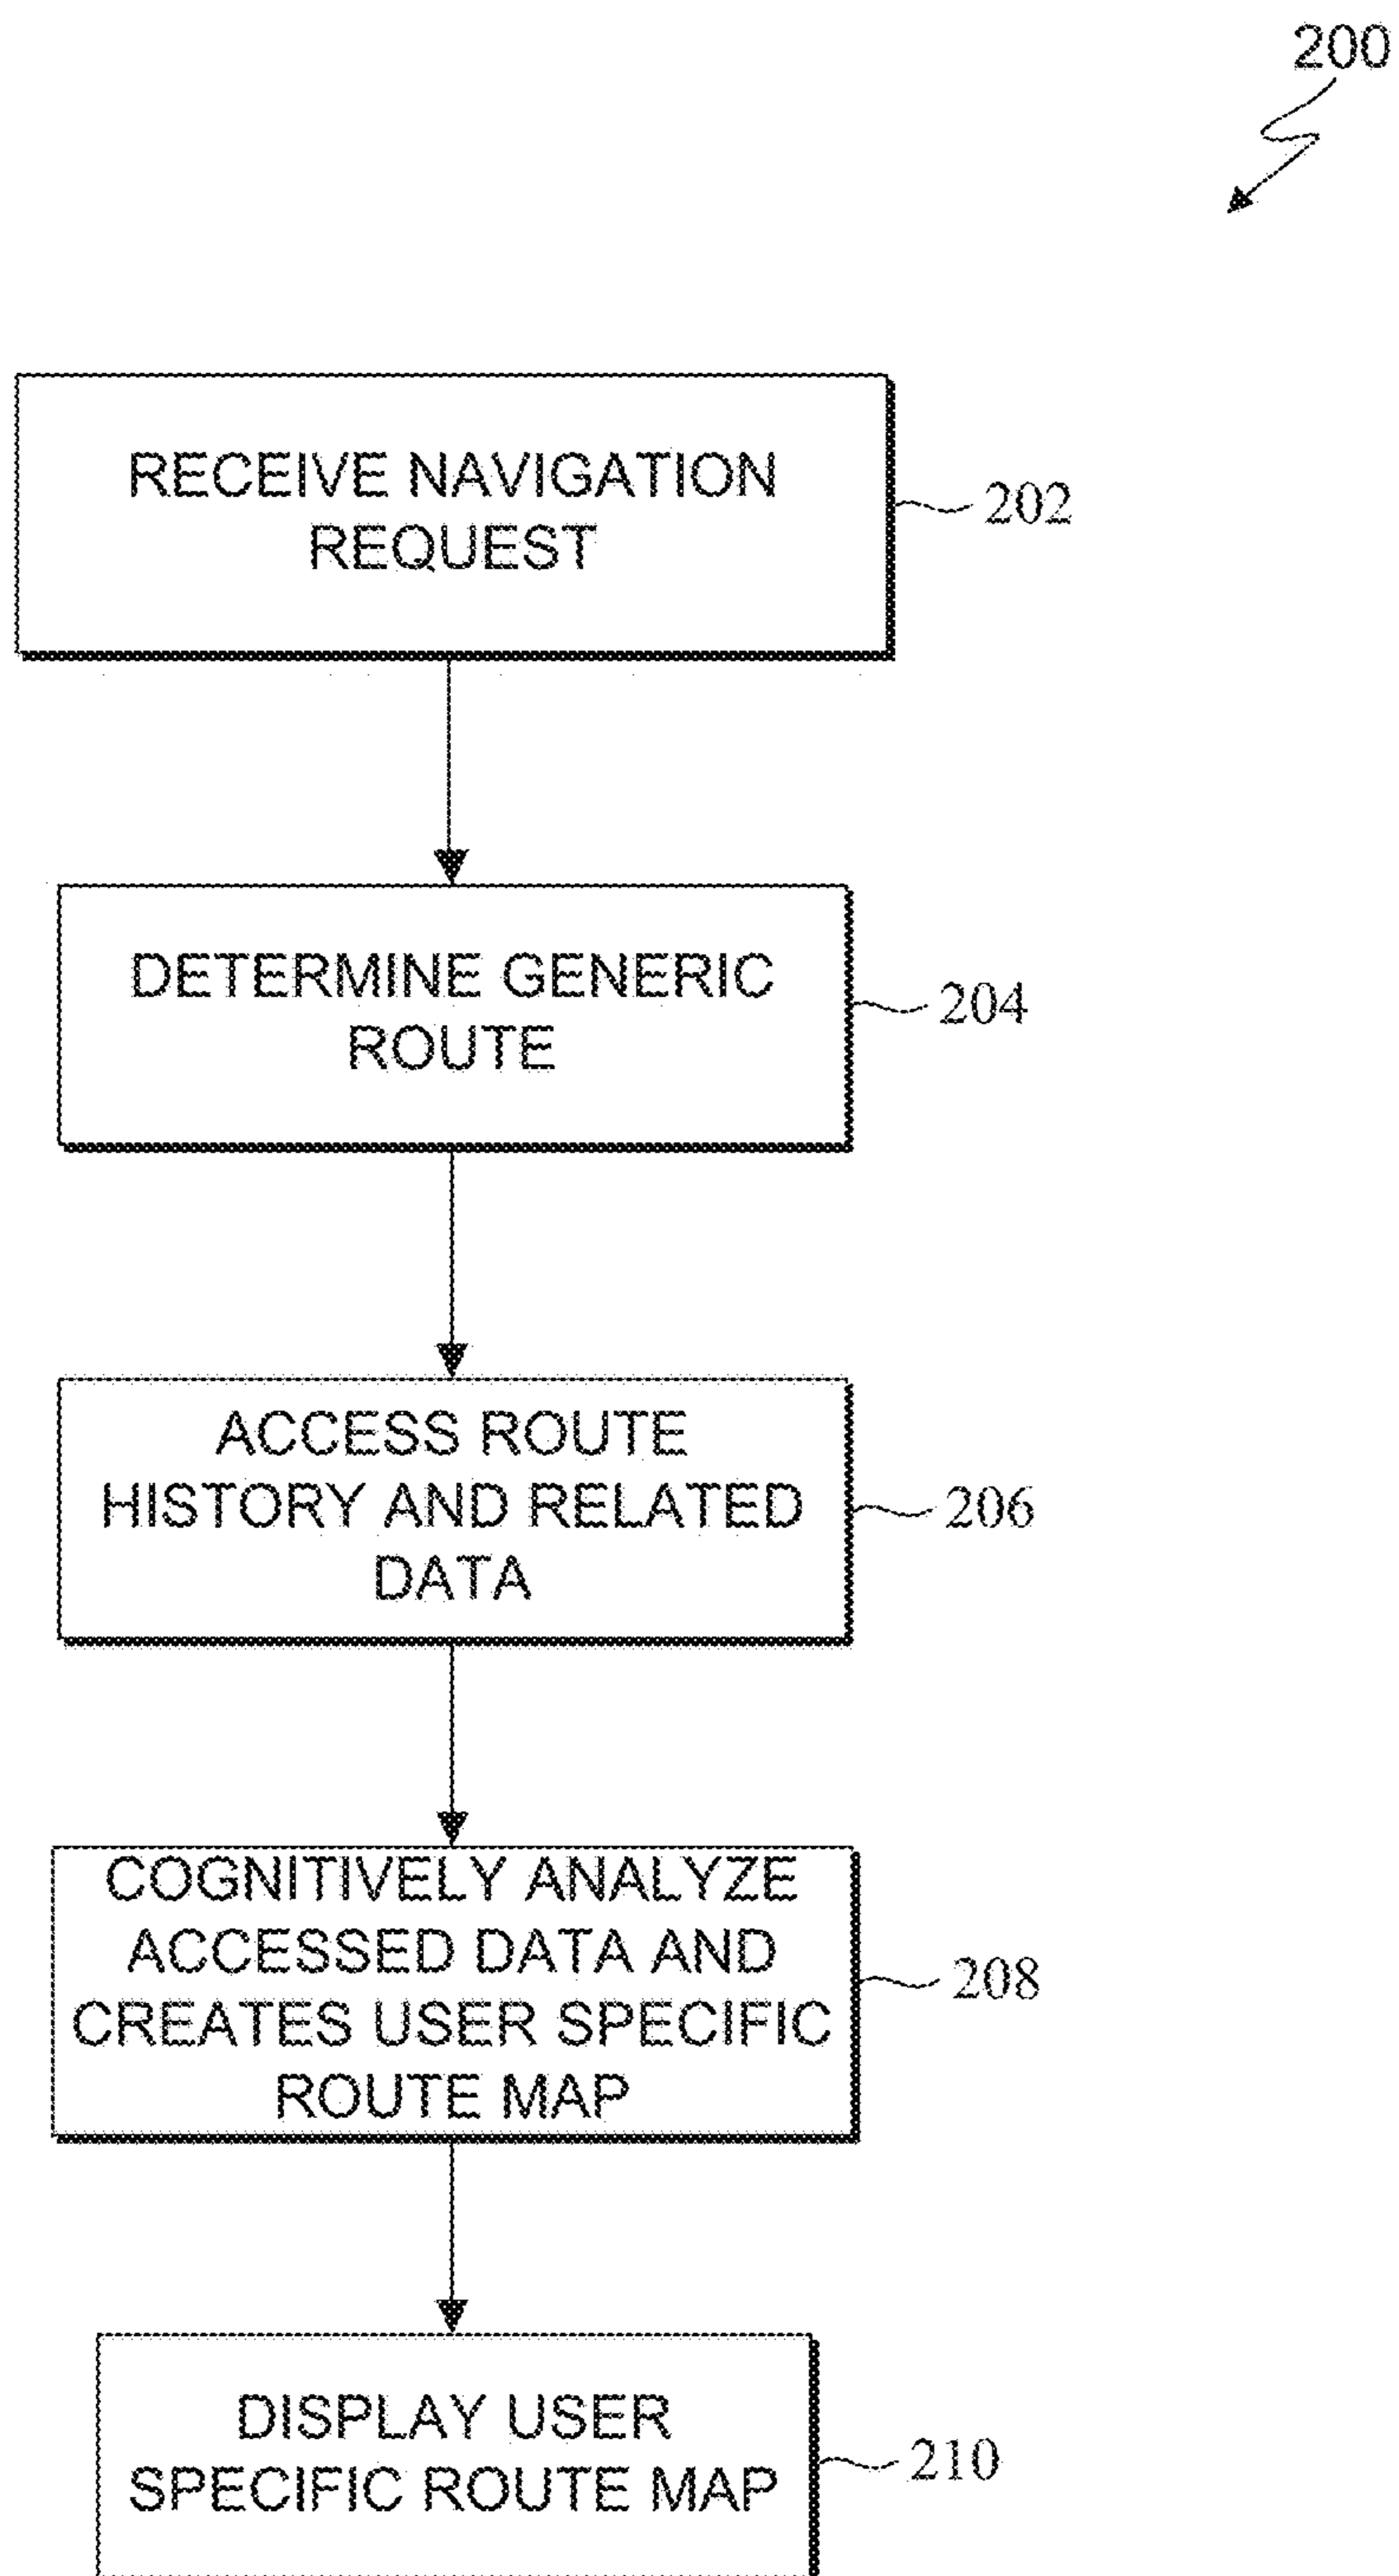 200
RECEIVE NAVIGATION
REQUEST
202
DETERMINE GENERIC
ROUTE
204
ACCESS ROUTE
HISTORY AND RELATED
DATA
206
COGNITIVELY ANALYZE
ACCESSED DATA AND
CREATES USER SPECIFIC
ROUTE MAP
208
DISPLAY USER
SPECIFIC ROUTE MAP
210